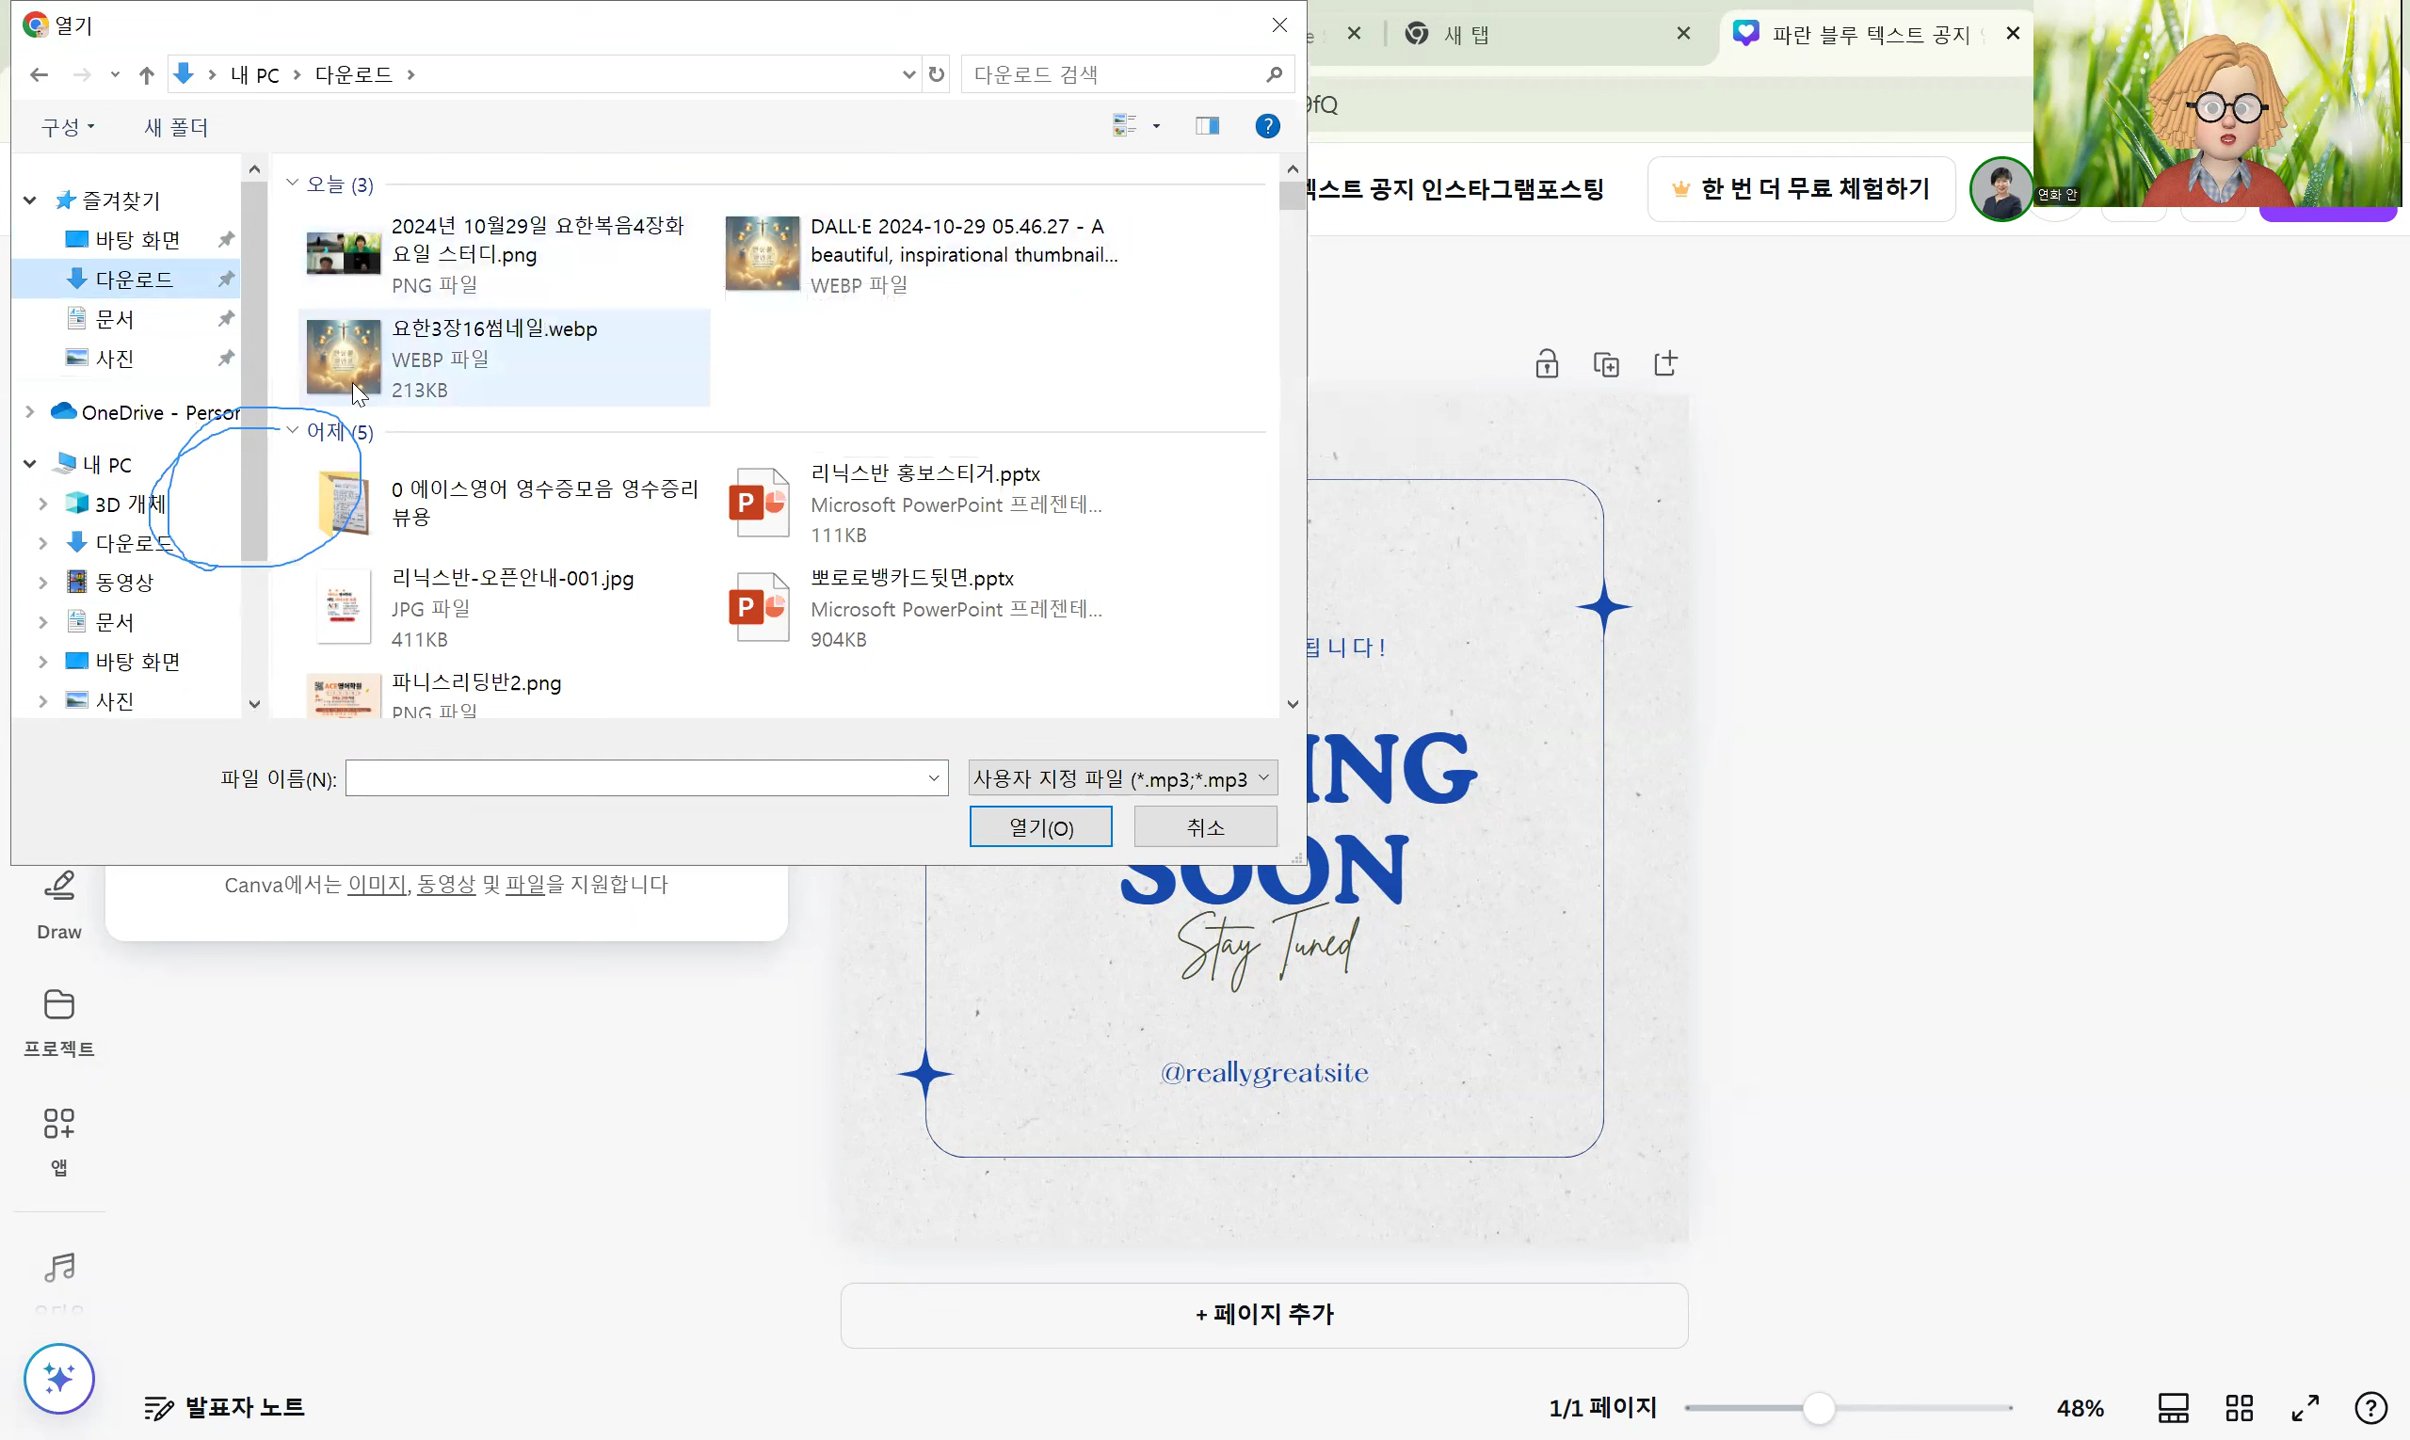 열기
내 PC
다운로드
다운로드 검색
구성
새 폴더
즐겨찾기
바탕 화면
다운로드
문서
사진
OneDrive - Person
내 PC
3D 개체
다운로드
동영상
문서
바탕 화면
사진
오늘 (3)
2024년 10월29일 요한복음4장화
요일 스터디.png
PNG 파일
DALL·E 2024-10-29 05.46.27 - A
beautiful, inspirational thumbnail...
WEBP 파일
요한3장16썸네일.webp
WEBP 파일
213KB
어제 (5)
0 에이스영어 영수증모음 영수증리
뷰용
리닉스반 홍보스티거.pptx
Microsoft PowerPoint 프레젠테...
111KB
리닉스반-오픈안내-001.jpg
JPG 파일
411KB
뽀로로뱅카드뒷면.pptx
Microsoft PowerPoint 프레젠테...
904KB
파니스리딩반2.png
PNG 파일
파일 이름(N):
사용자 지정 파일 (*.mp3;*.mp3
열기(O)
취소
새 탭
파란 블루 텍스트 공지
9fQ
텍스트 공지 인스타그램포스팅
한 번 더 무료 체험하기
연화 안
Canva에서는 이미지, 동영상 및 파일을 지원합니다
Draw
프로젝트
앱
됩니다!
ING
SOON
Stay Tuned
@reallygreatsite
+ 페이지 추가
발표자 노트
1/1 페이지
48%